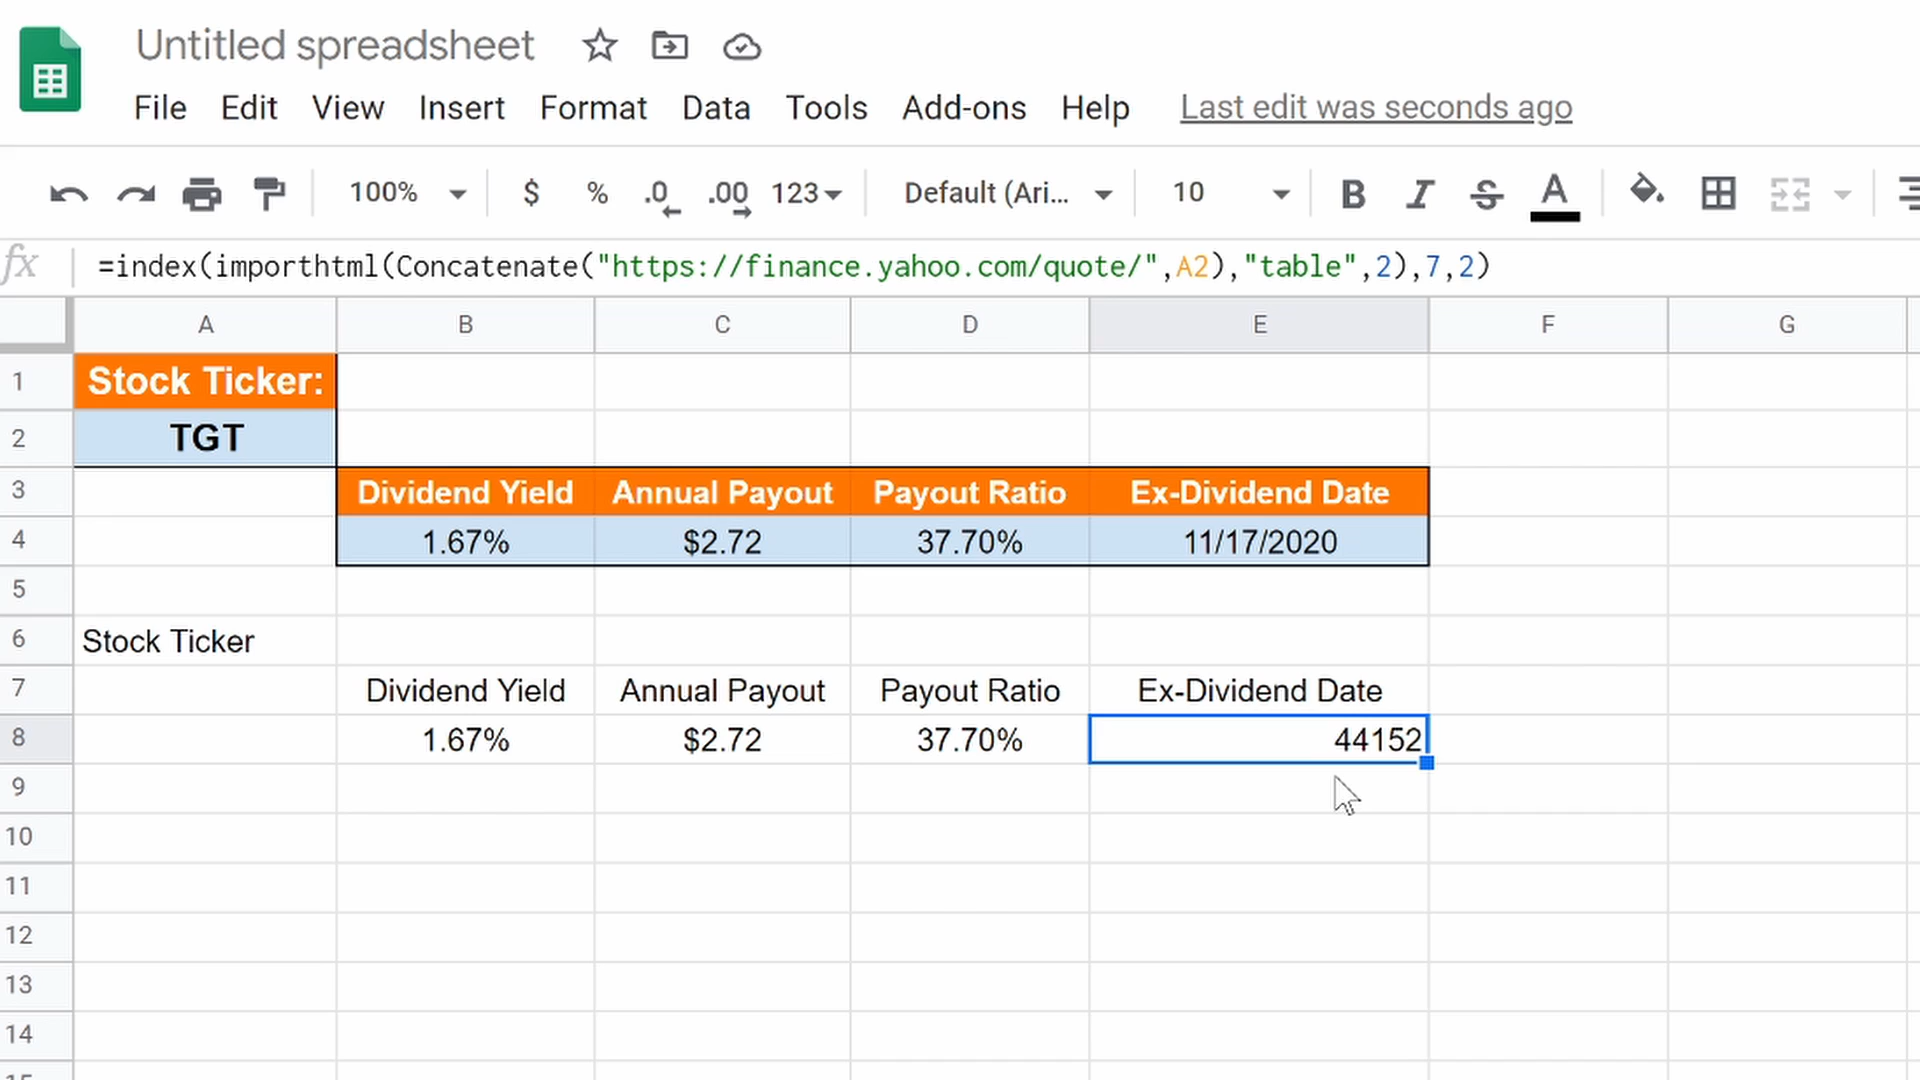 Untitled spreadsheet
File Edit View Insert Format Data Tools Add-ons Help Last edit was seconds ago
100% $ % .0 .00 123 Default (Ari... 10 B I S A
fx =index(importhtml(Concatenate("https://finance.yahoo.com/quote/",A2),"table",2),7,2)
A B C D E F G
1 Stock Ticker:
2 TGT
3 Dividend Yield Annual Payout Payout Ratio Ex-Dividend Date
4 1.67% $2.72 37.70% 11/17/2020
5
6 Stock Ticker
7 Dividend Yield Annual Payout Payout Ratio Ex-Dividend Date
8 1.67% $2.72 37.70% 44152
9
10
11
12
13
14